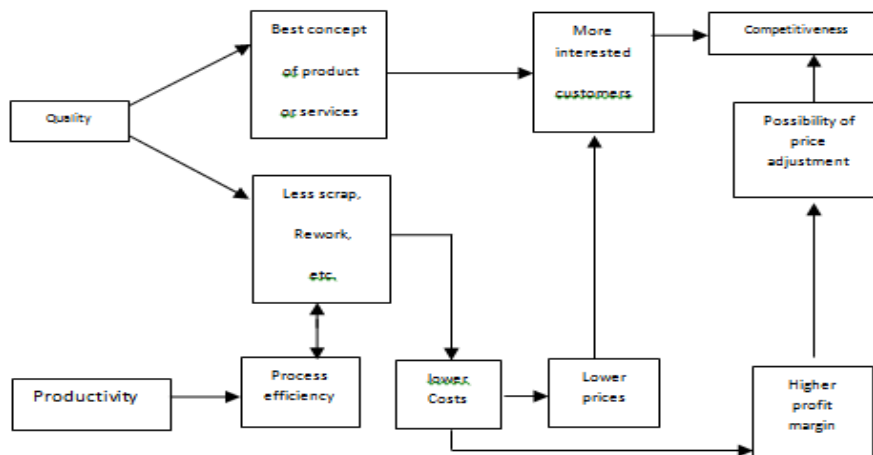 Best concept
of product
or services
More
interested
customers
Competitiveness
Quality
Possibility of
price
adjustment
Less scrap,
Rework,
etc.
Productivity
Process
efficiency
lower
Costs
Lower
prices
Higher
profit
margin